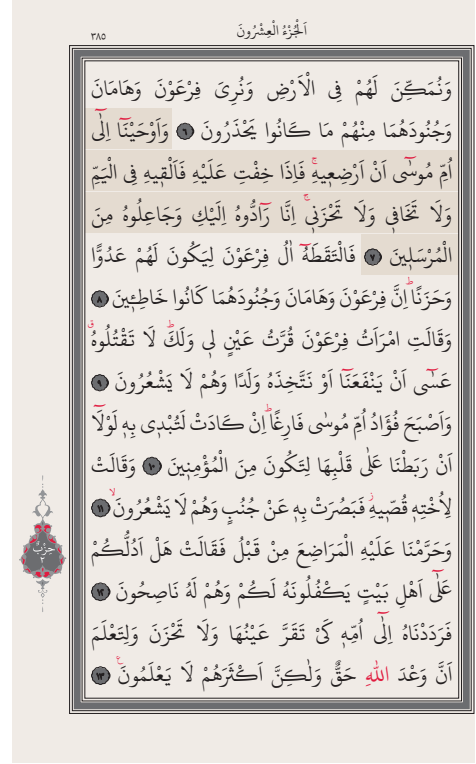 اَلْجُزْءُ الْعِشْرُونَ
٣٨٥
وَنُمَكِّنَ لَهُمْ فِي الْاَرْضِ وَنُرِيَ فِرْعَوْنَ وَهَامَانَ
وَجُنُودَهُمَا مِنْهُمْ مَا كَانُوا يَحْذَرُونَ ٦ وَاَوْحَيْنَٓا اِلٰٓى
اُمِّ مُوسٰٓى اَنْ اَرْضِعٖيهِۚ فَاِذَا خِفْتِ عَلَيْهِ فَاَلْقٖيهِ فِي الْيَمِّ
وَلَا تَخَافٖي وَلَا تَحْزَنٖيۚ اِنَّا رَٓادُّوهُ اِلَيْكِ وَجَاعِلُوهُ مِنَ
الْمُرْسَلٖينَ ٧ فَالْتَقَطَهُٓ اٰلُ فِرْعَوْنَ لِيَكُونَ لَهُمْ عَدُوًّا
وَحَزَنًاۜ اِنَّ فِرْعَوْنَ وَهَامَانَ وَجُنُودَهُمَا كَانُوا خَاطِـٖٔينَ ٨
وَقَالَتِ امْرَاَتُ فِرْعَوْنَ قُرَّتُ عَيْنٍ لٖي وَلَكَۜ لَا تَقْتُلُوهُۗ
عَسٰٓى اَنْ يَنْفَعَنَٓا اَوْ نَتَّخِذَهُ وَلَدًا وَهُمْ لَا يَشْعُرُونَ ٩
وَاَصْبَحَ فُؤٰادُ اُمِّ مُوسٰى فَارِغًاۜ اِنْ كَادَتْ لَتُبْدٖي بِهٖ لَوْلَٓا
اَنْ رَبَطْنَا عَلٰى قَلْبِهَا لِتَكُونَ مِنَ الْمُؤْمِنٖينَ ١٠ وَقَالَتْ
لِاُخْتِهٖ قُصّٖيهِۘ فَبَصُرَتْ بِهٖ عَنْ جُنُبٍ وَهُمْ لَا يَشْعُرُونَۙ ١١
وَحَرَّمْنَا عَلَيْهِ الْمَرَاضِعَ مِنْ قَبْلُ فَقَالَتْ هَلْ اَدُلُّكُمْ
عَلٰٓى اَهْلِ بَيْتٍ يَكْفُلُونَهُ لَكُمْ وَهُمْ لَهُ نَاصِحُونَ ١٢
فَرَدَدْنَاهُ اِلٰٓى اُمِّهٖ كَيْ تَقَرَّ عَيْنُهَا وَلَا تَحْزَنَ وَلِتَعْلَمَ
اَنَّ وَعْدَ اللّٰهِ حَقٌّ وَلٰكِنَّ اَكْثَرَهُمْ لَا يَعْلَمُونَ۟ ١٣
حِزْبْ